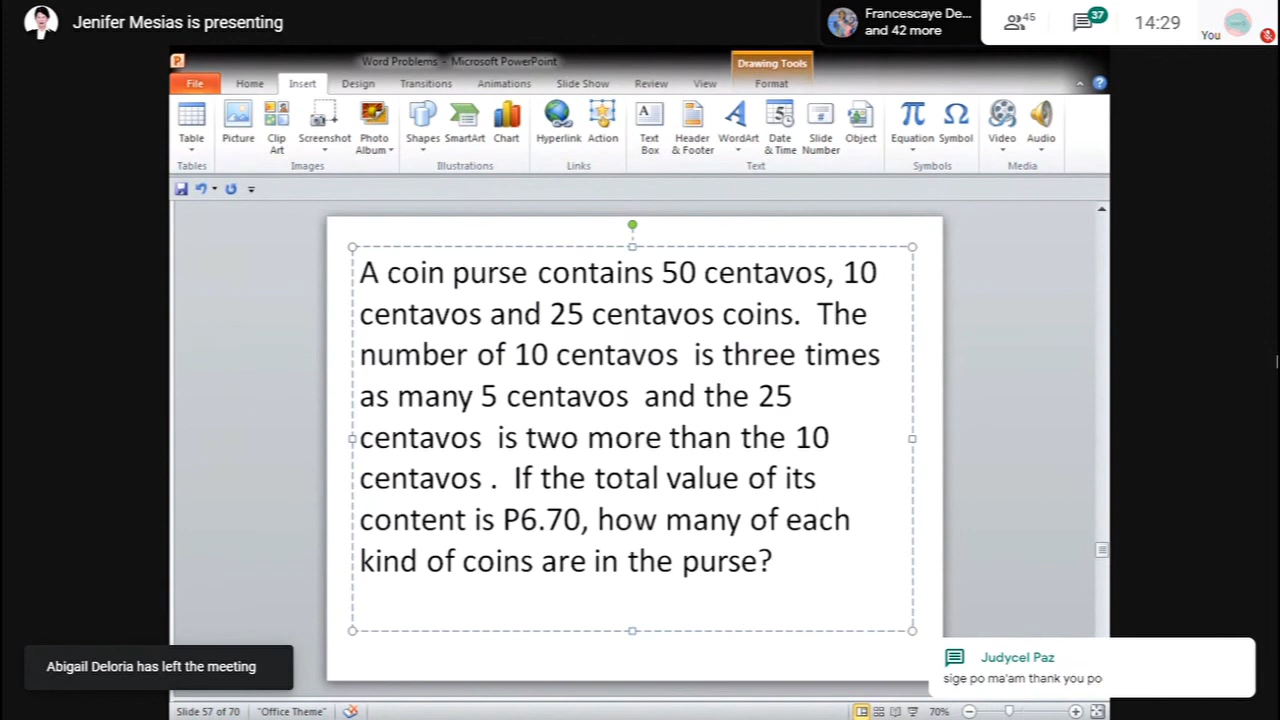 Jenifer Mesias is presenting
Francescaye De...
and 42 more
45
37
14:29
You
Word Problems - Microsoft PowerPoint
Drawing Tools
File
Home
Insert
Design
Transitions
Animations
Slide Show
Review
View
Format
Table
Picture
Clip Art
Screenshot
Photo Album
Shapes
SmartArt
Chart
Hyperlink
Action
Text Box
Header & Footer
WordArt
Date & Time
Slide Number
Object
Equation
Symbol
Video
Audio
Tables
Images
Illustrations
Links
Text
Symbols
Media
A coin purse contains 50 centavos, 10
centavos and 25 centavos coins. The
number of 10 centavos is three times
as many 5 centavos and the 25
centavos is two more than the 10
centavos . If the total value of its
content is P6.70, how many of each
kind of coins are in the purse?
Abigail Deloria has left the meeting
Judycel Paz
sige po ma'am thank you po
Slide 57 of 70
"Office Theme"
70%